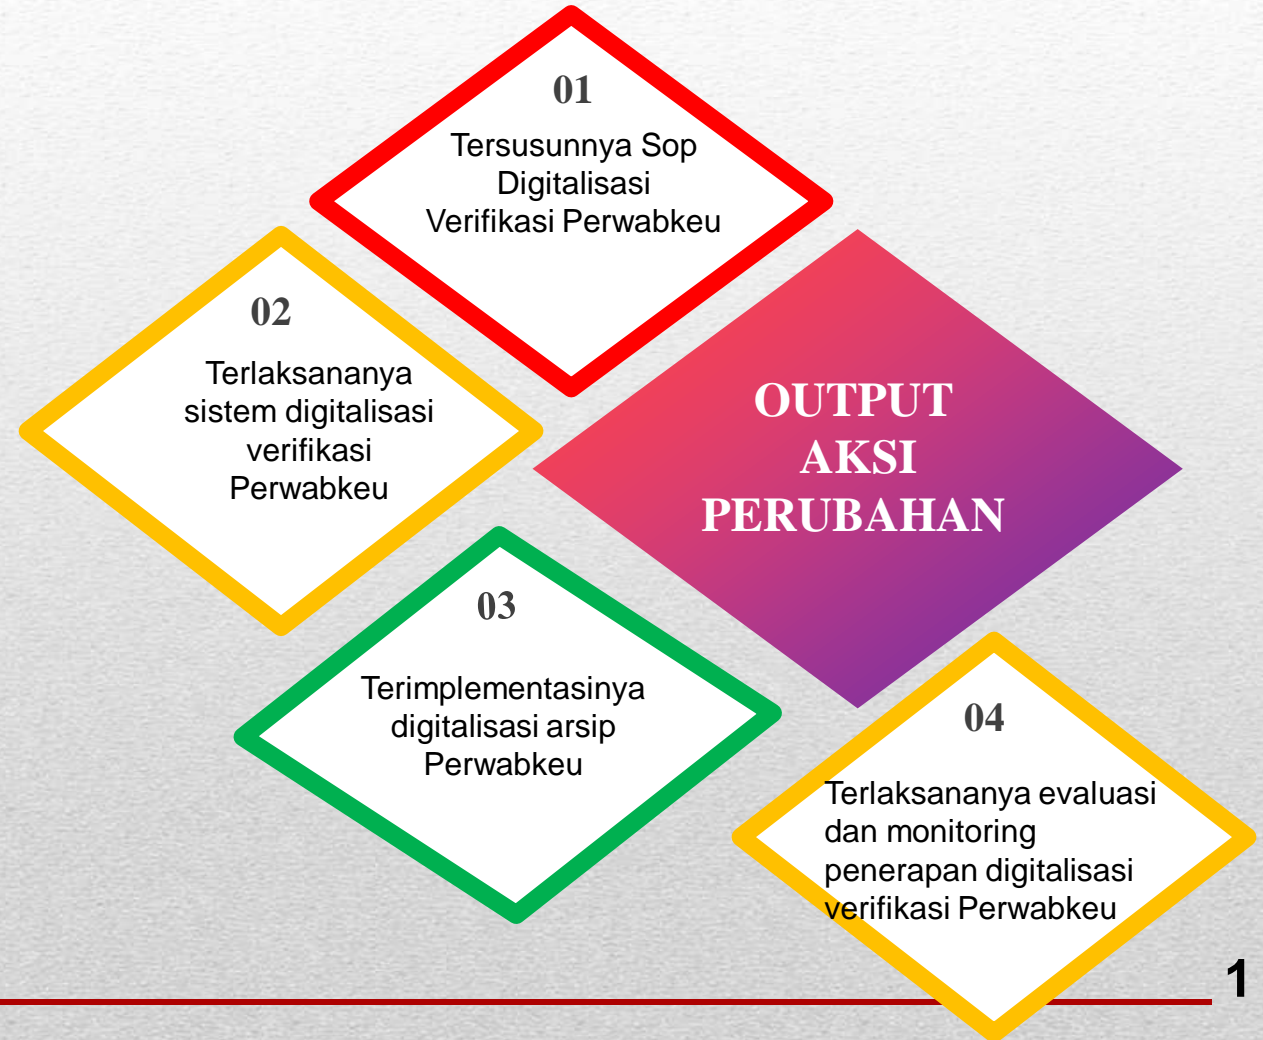 01
Tersusunnya Sop
Digitalisasi
Verifikasi Perwabkeu
02
Terlaksananya
sistem digitalisasi
verifikasi
Perwabkeu
OUTPUT
AKSI
PERUBAHAN
03
Terimplementasinya
digitalisasi arsip
Perwabkeu
04
Terlaksananya evaluasi
dan monitoring
penerapan digitalisasi
verifikasi Perwabkeu
1